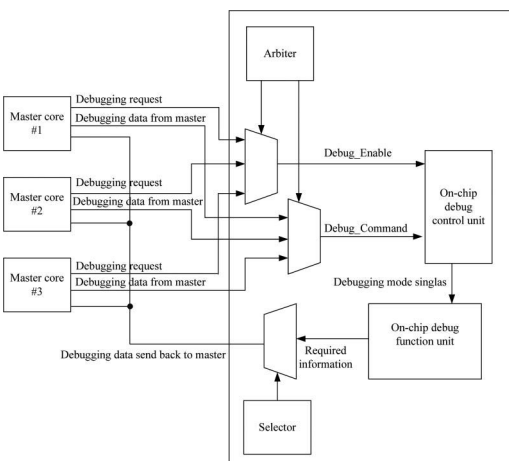 Arbiter
Debugging request
Master core
#1
Debugging data from master
Debug_Enable
Debugging request
Master core
#2
Debugging data from master
On-chip
debug
control unit
Debug_Command
Debugging request
Master core
#3
Debugging data from master
Debugging mode singlas
On-chip debug
function unit
Debugging data send back to master
Required
information
Selector